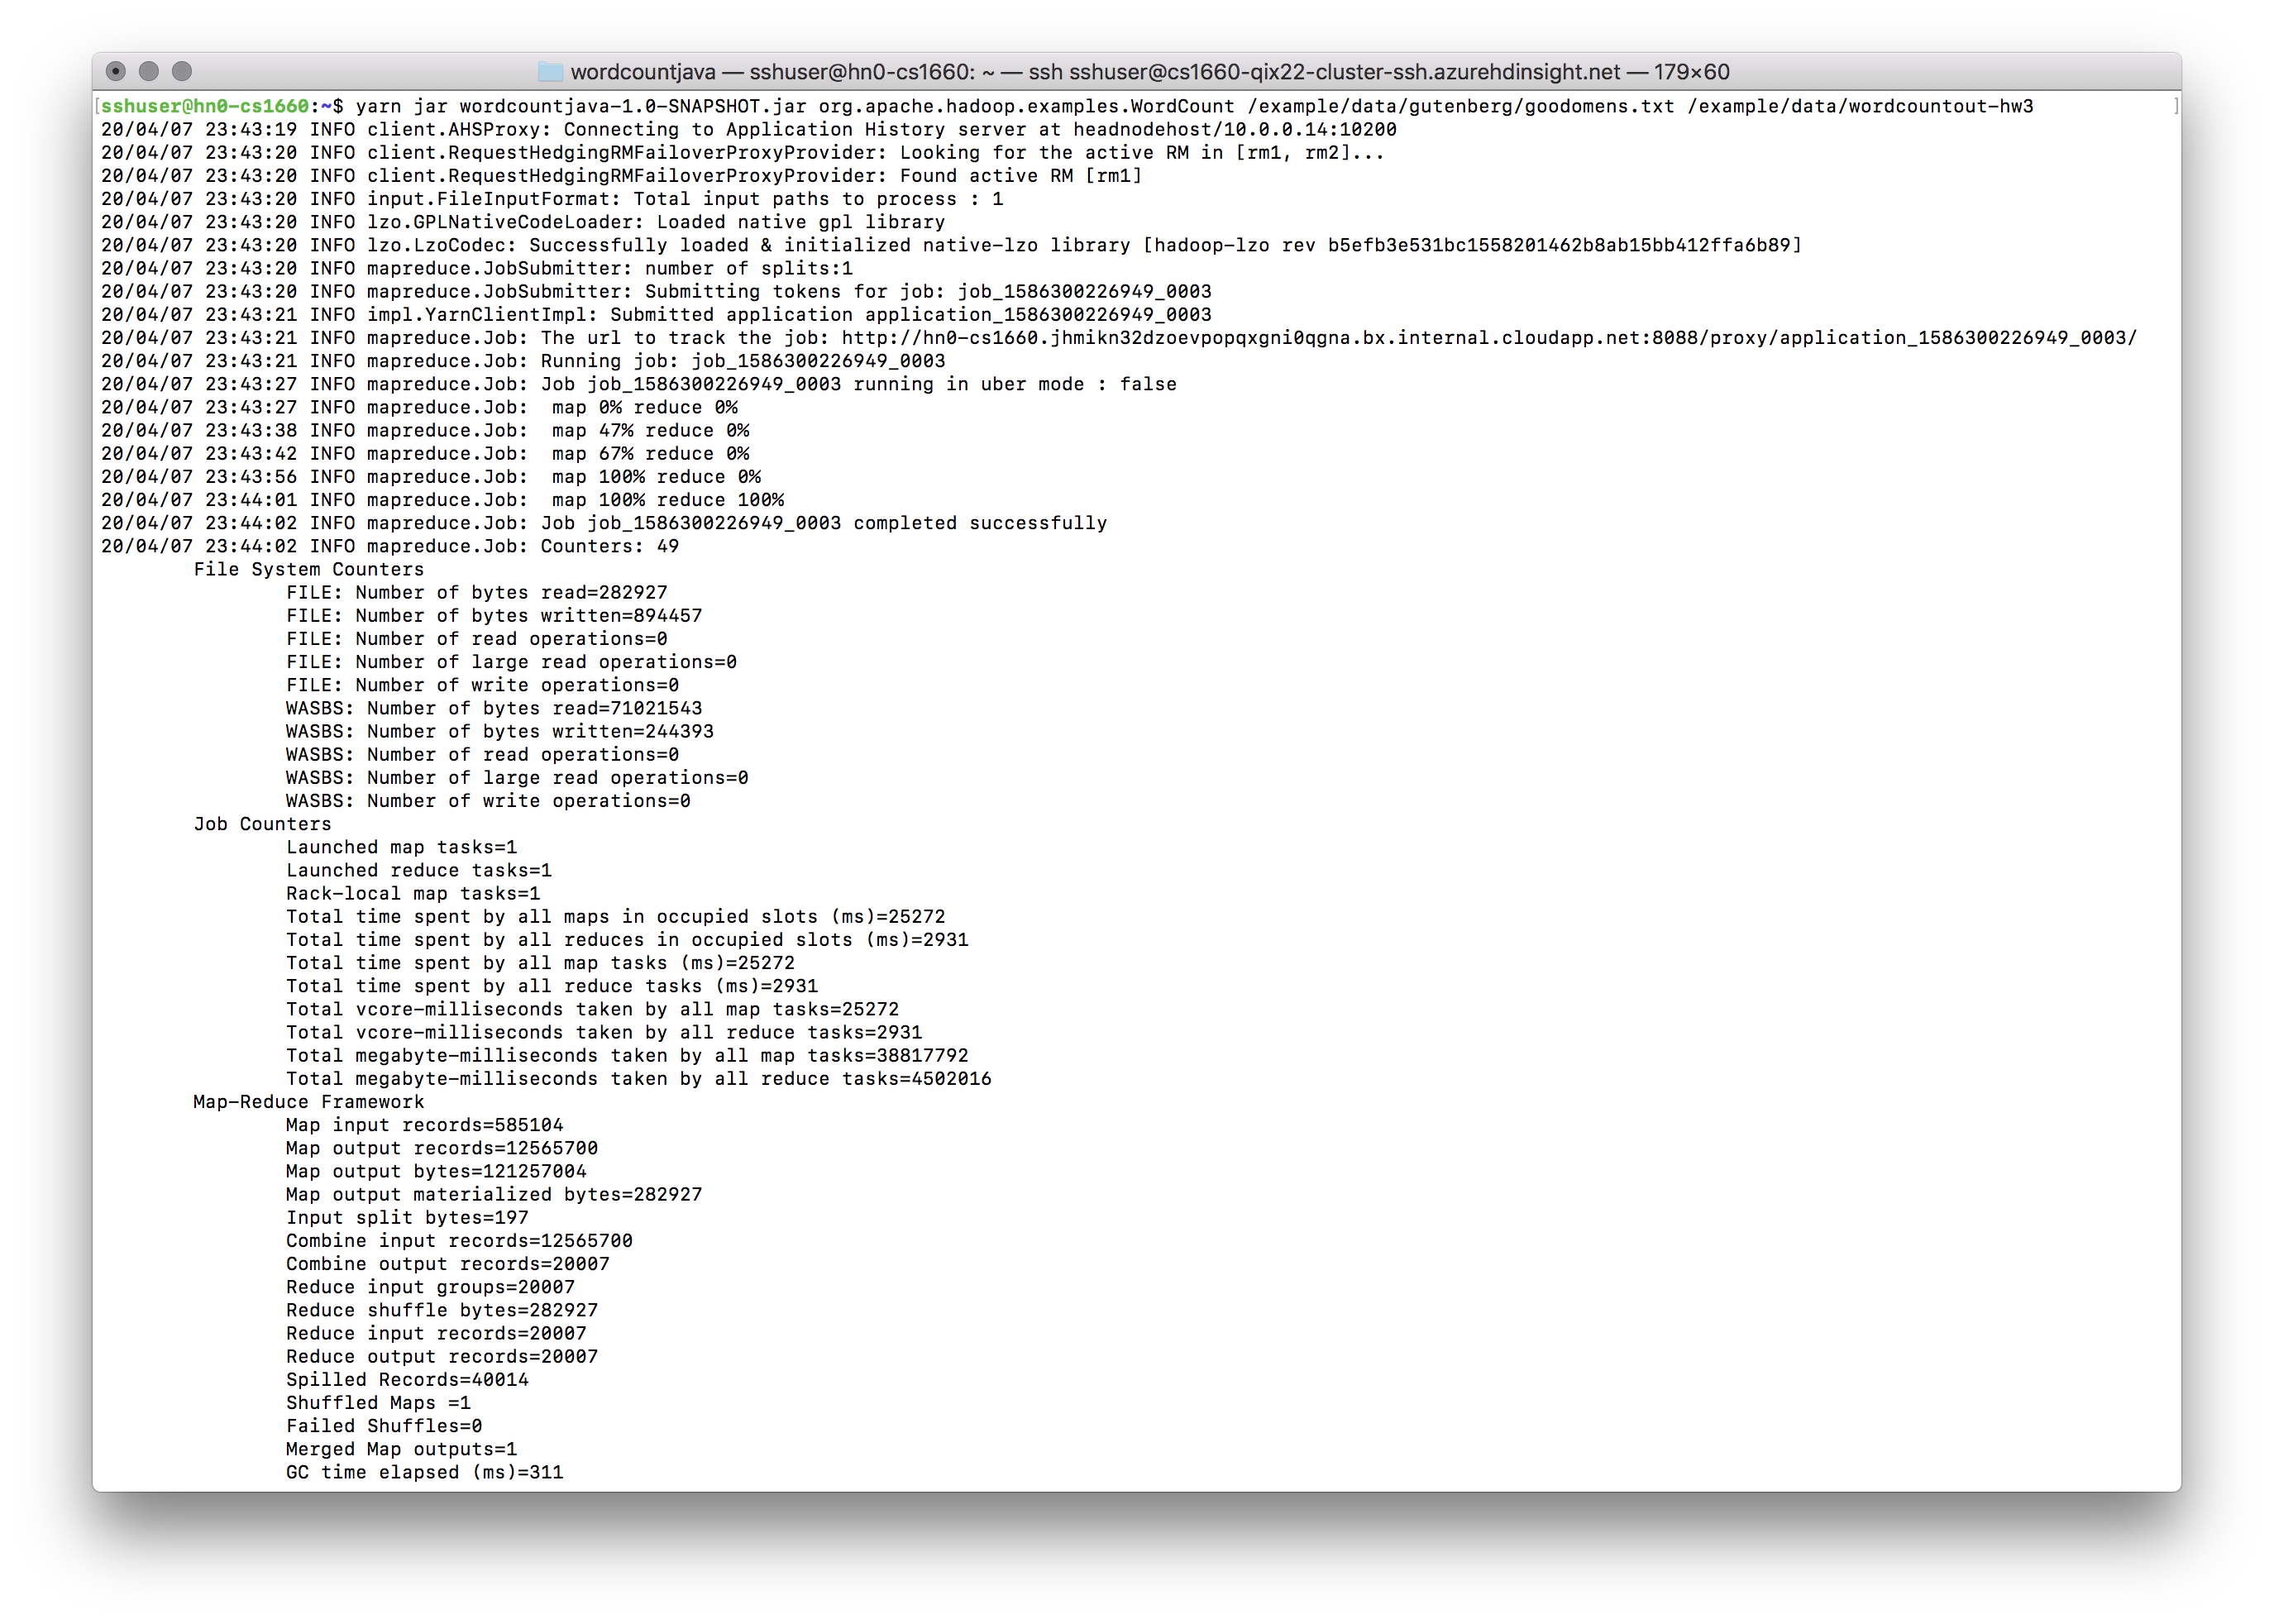 wordcountjava — sshuser@hn0-cs1660: ~ — ssh sshuser@cs1660-qix22-cluster-ssh.azurehdinsight.net — 179×60
[sshuser@hn0-cs1660:~$ yarn jar wordcountjava-1.0-SNAPSHOT.jar org.apache.hadoop.examples.WordCount /example/data/gutenberg/goodomens.txt /example/data/wordcountout-hw3 ]
20/04/07 23:43:19 INFO client.AHSProxy: Connecting to Application History server at headnodehost/10.0.0.14:10200
20/04/07 23:43:20 INFO client.RequestHedgingRMFailoverProxyProvider: Looking for the active RM in [rm1, rm2]...
20/04/07 23:43:20 INFO client.RequestHedgingRMFailoverProxyProvider: Found active RM [rm1]
20/04/07 23:43:20 INFO input.FileInputFormat: Total input paths to process : 1
20/04/07 23:43:20 INFO lzo.GPLNativeCodeLoader: Loaded native gpl library
20/04/07 23:43:20 INFO lzo.LzoCodec: Successfully loaded & initialized native-lzo library [hadoop-lzo rev b5efb3e531bc1558201462b8ab15bb412ffa6b89]
20/04/07 23:43:20 INFO mapreduce.JobSubmitter: number of splits:1
20/04/07 23:43:20 INFO mapreduce.JobSubmitter: Submitting tokens for job: job_1586300226949_0003
20/04/07 23:43:21 INFO impl.YarnClientImpl: Submitted application application_1586300226949_0003
20/04/07 23:43:21 INFO mapreduce.Job: The url to track the job: http://hn0-cs1660.jhmikn32dzoevpopqxgni0qgna.bx.internal.cloudapp.net:8088/proxy/application_1586300226949_0003/
20/04/07 23:43:21 INFO mapreduce.Job: Running job: job_1586300226949_0003
20/04/07 23:43:27 INFO mapreduce.Job: Job job_1586300226949_0003 running in uber mode : false
20/04/07 23:43:27 INFO mapreduce.Job:  map 0% reduce 0%
20/04/07 23:43:38 INFO mapreduce.Job:  map 47% reduce 0%
20/04/07 23:43:42 INFO mapreduce.Job:  map 67% reduce 0%
20/04/07 23:43:56 INFO mapreduce.Job:  map 100% reduce 0%
20/04/07 23:44:01 INFO mapreduce.Job:  map 100% reduce 100%
20/04/07 23:44:02 INFO mapreduce.Job: Job job_1586300226949_0003 completed successfully
20/04/07 23:44:02 INFO mapreduce.Job: Counters: 49
File System Counters
FILE: Number of bytes read=282927
FILE: Number of bytes written=894457
FILE: Number of read operations=0
FILE: Number of large read operations=0
FILE: Number of write operations=0
WASBS: Number of bytes read=71021543
WASBS: Number of bytes written=244393
WASBS: Number of read operations=0
WASBS: Number of large read operations=0
WASBS: Number of write operations=0
Job Counters
Launched map tasks=1
Launched reduce tasks=1
Rack-local map tasks=1
Total time spent by all maps in occupied slots (ms)=25272
Total time spent by all reduces in occupied slots (ms)=2931
Total time spent by all map tasks (ms)=25272
Total time spent by all reduce tasks (ms)=2931
Total vcore-milliseconds taken by all map tasks=25272
Total vcore-milliseconds taken by all reduce tasks=2931
Total megabyte-milliseconds taken by all map tasks=38817792
Total megabyte-milliseconds taken by all reduce tasks=4502016
Map-Reduce Framework
Map input records=585104
Map output records=12565700
Map output bytes=121257004
Map output materialized bytes=282927
Input split bytes=197
Combine input records=12565700
Combine output records=20007
Reduce input groups=20007
Reduce shuffle bytes=282927
Reduce input records=20007
Reduce output records=20007
Spilled Records=40014
Shuffled Maps =1
Failed Shuffles=0
Merged Map outputs=1
GC time elapsed (ms)=311